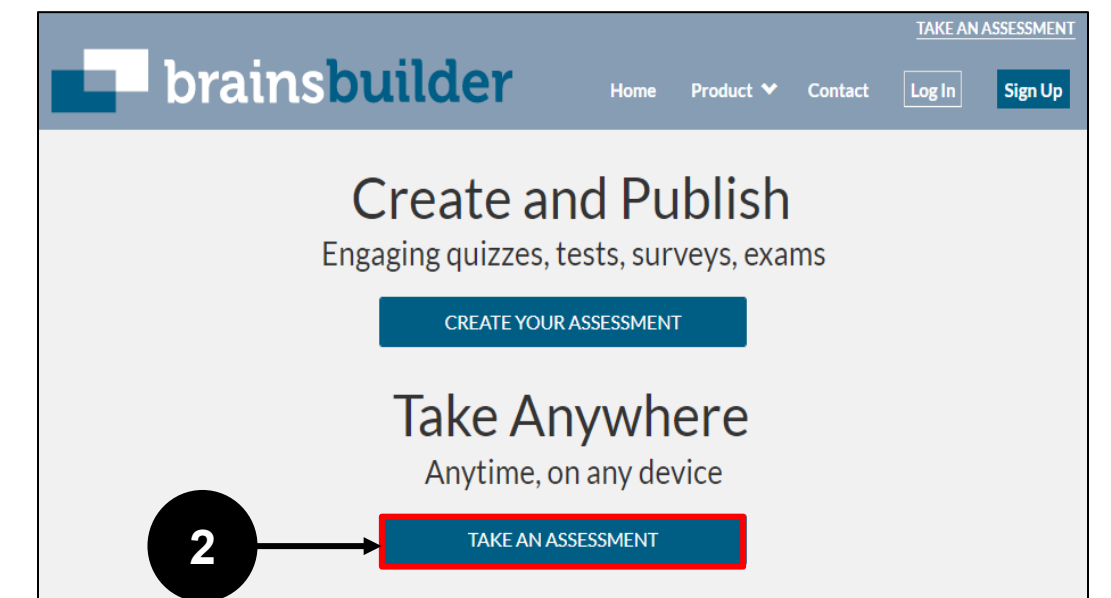 TAKE AN ASSESSMENT
brainsbuilder
Home Product Contact Log In Sign Up
Create and Publish
Engaging quizzes, tests, surveys, exams
CREATE YOUR ASSESSMENT
Take Anywhere
Anytime, on any device
2 TAKE AN ASSESSMENT